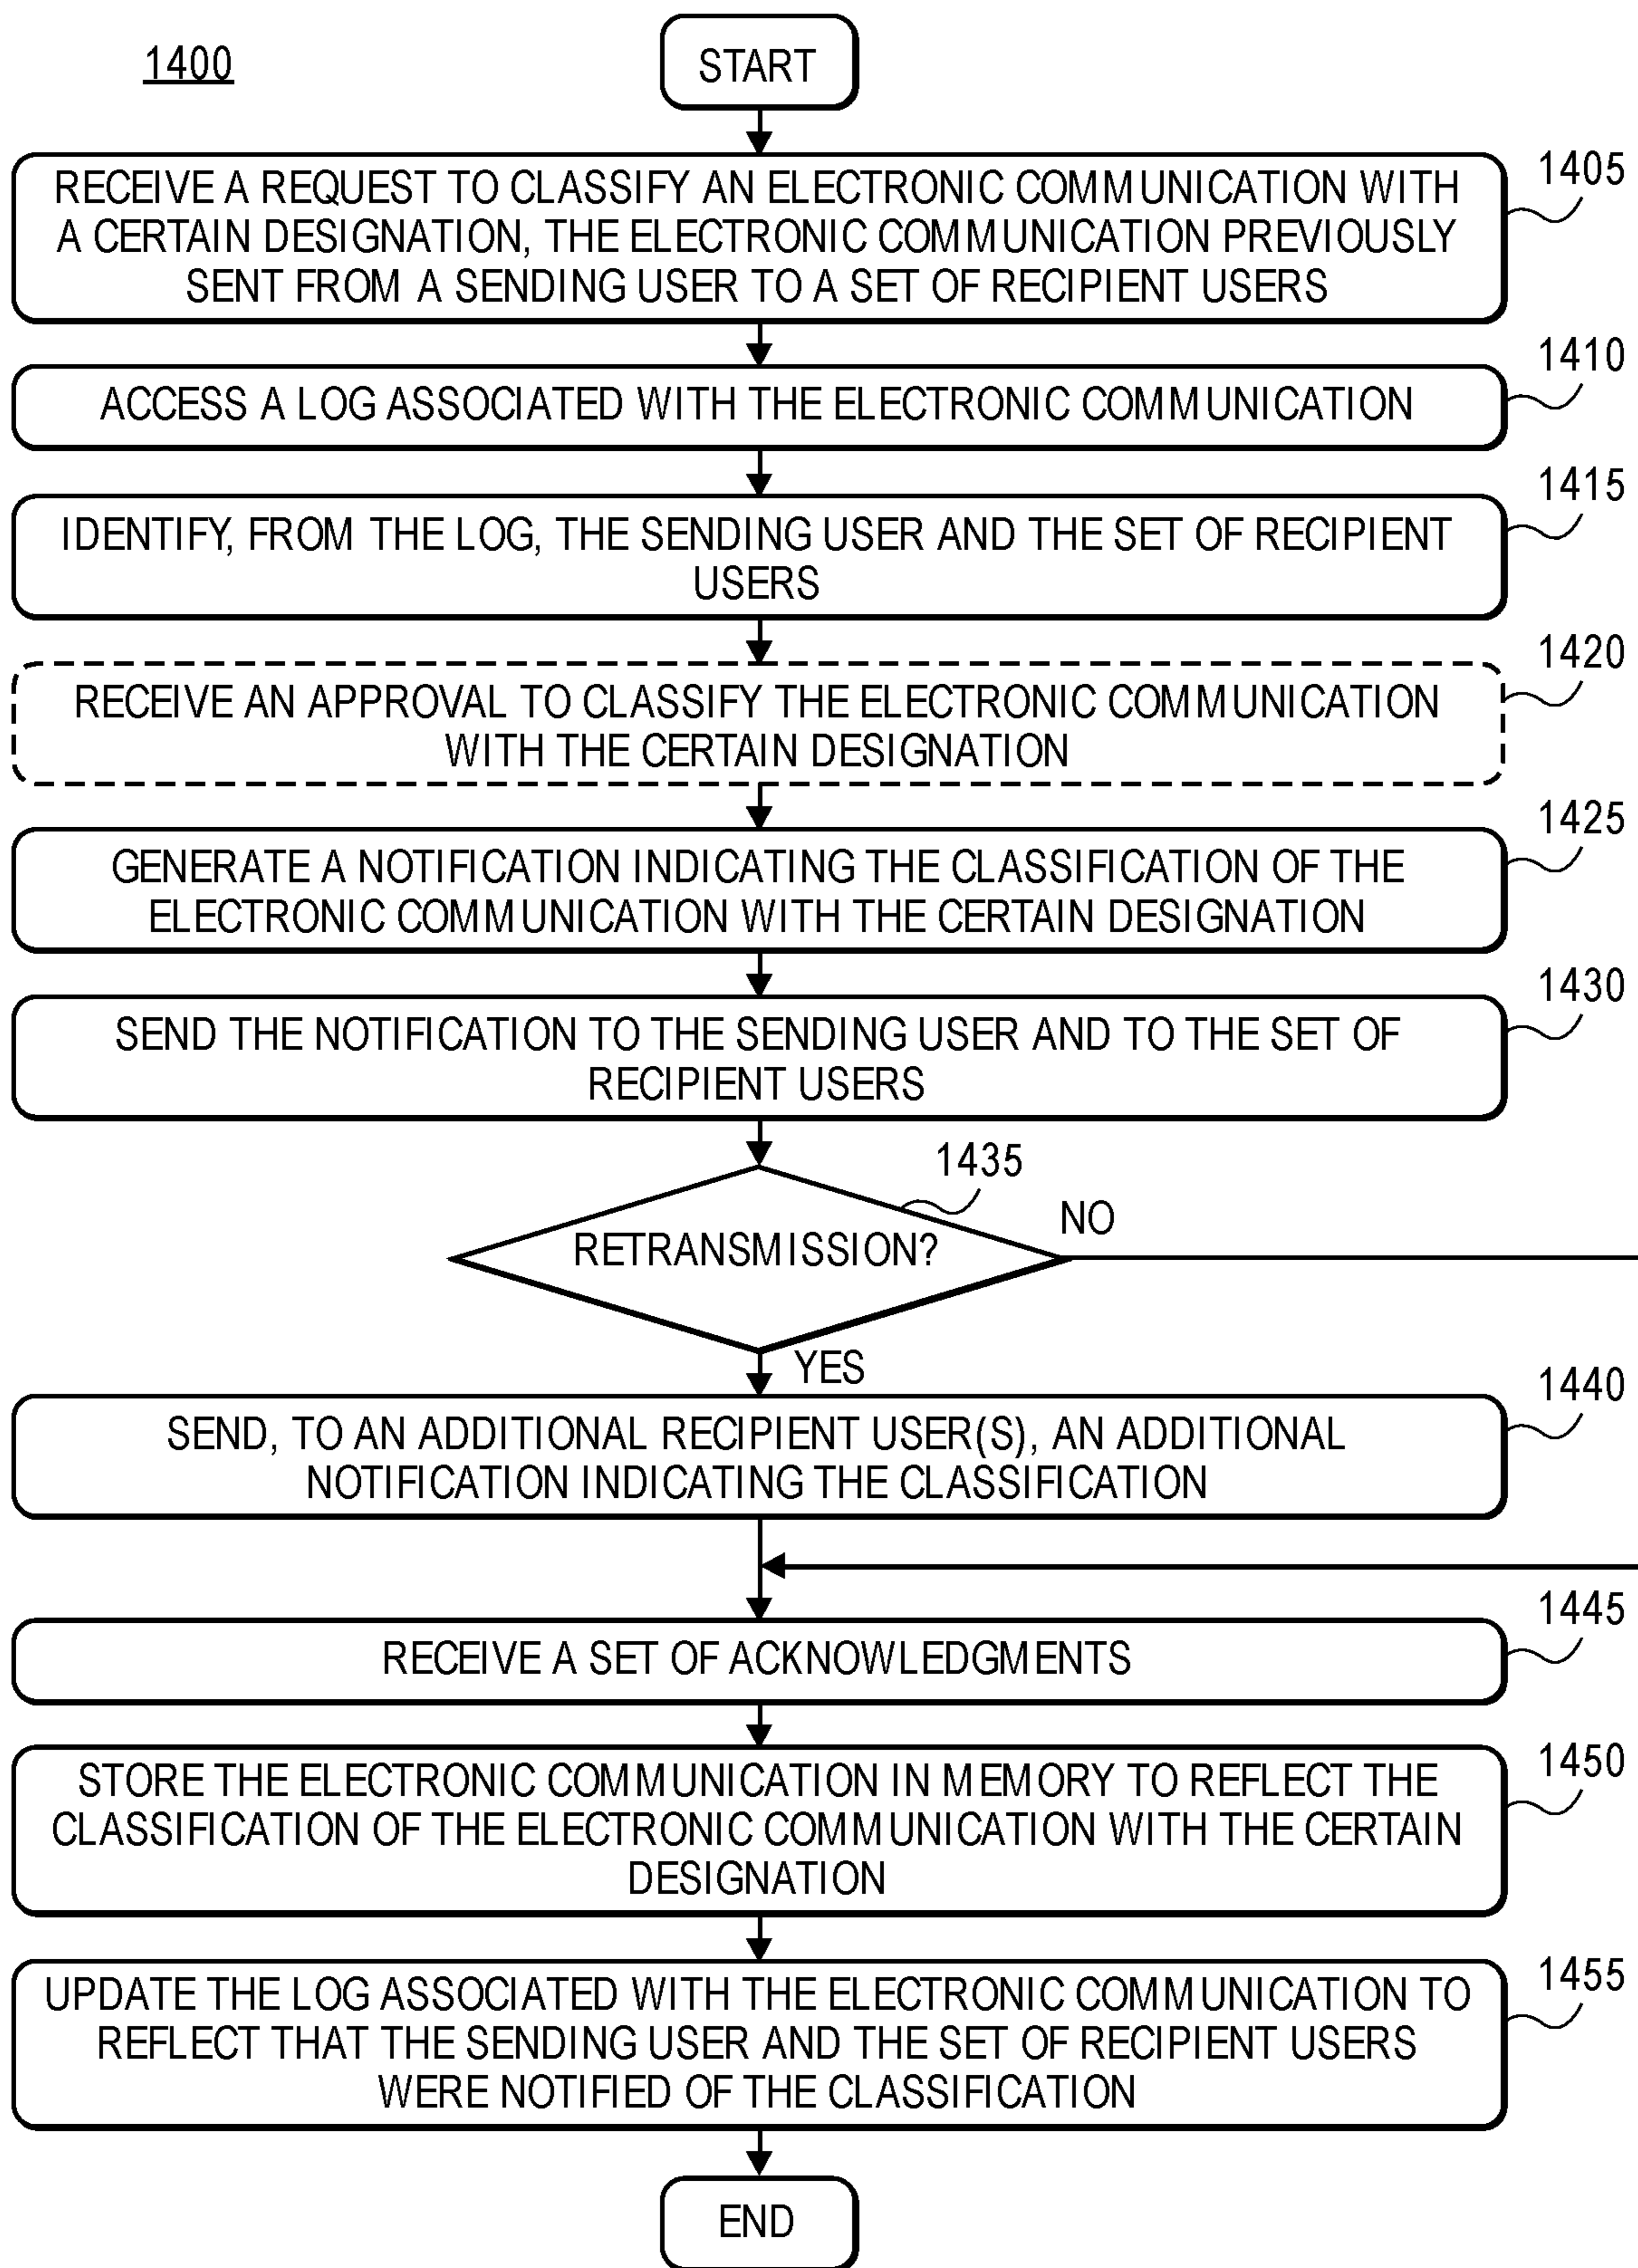 1400
START
1405
RECEIVE A REQUEST TO CLASSIFY AN ELECTRONIC COMMUNICATION WITH
A CERTAIN DESIGNATION, THE ELECTRONIC COMMUNICATION PREVIOUSLY
SENT FROM A SENDING USER TO A SET OF RECIPIENT USERS
1410
ACCESS A LOG ASSOCIATED WITH THE ELECTRONIC COMMUNICATION
1415
IDENTIFY, FROM THE LOG, THE SENDING USER AND THE SET OF RECIPIENT
USERS
1420
RECEIVE AN APPROVAL TO CLASSIFY THE ELECTRONIC COMMUNICATION
WITH THE CERTAIN DESIGNATION
1425
GENERATE A NOTIFICATION INDICATING THE CLASSIFICATION OF THE
ELECTRONIC COMMUNICATION WITH THE CERTAIN DESIGNATION
1430
SEND THE NOTIFICATION TO THE SENDING USER AND TO THE SET OF
RECIPIENT USERS
1435
NO
RETRANSMISSION?
YES
1440
SEND, TO AN ADDITIONAL RECIPIENT USER(S), AN ADDITIONAL
NOTIFICATION INDICATING THE CLASSIFICATION
1445
RECEIVE A SET OF ACKNOWLEDGMENTS
1450
STORE THE ELECTRONIC COMMUNICATION IN MEMORY TO REFLECT THE
CLASSIFICATION OF THE ELECTRONIC COMMUNICATION WITH THE CERTAIN
DESIGNATION
1455
UPDATE THE LOG ASSOCIATED WITH THE ELECTRONIC COMMUNICATION TO
REFLECT THAT THE SENDING USER AND THE SET OF RECIPIENT USERS
WERE NOTIFIED OF THE CLASSIFICATION
END